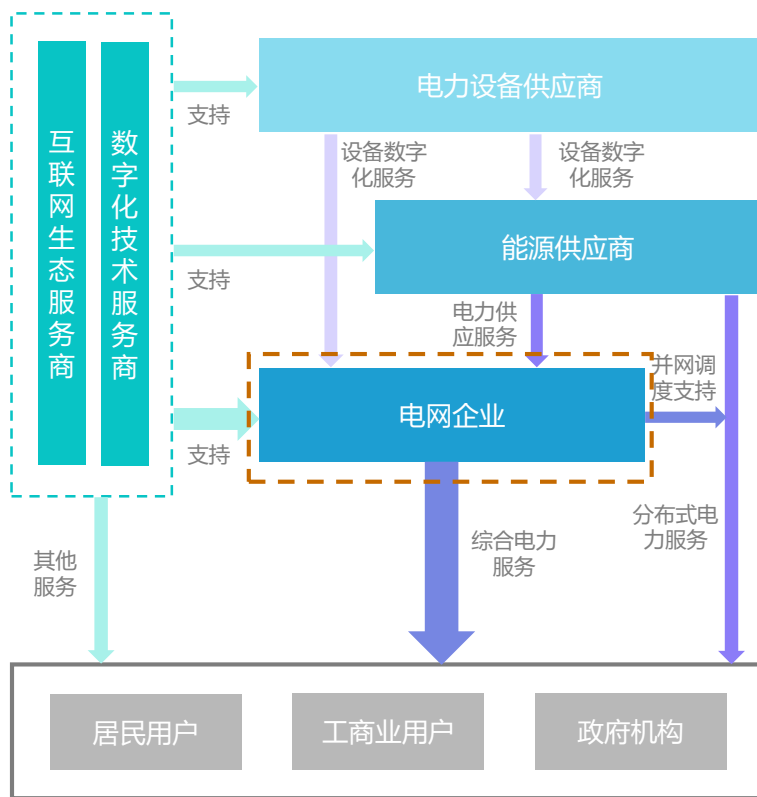 互联网生态服务商
数字化技术服务商
电力设备供应商
支持
设备数字
化服务
设备数字
化服务
能源供应商
支持
电力供
应服务
并网调
度支持
电网企业
支持
分布式电
力服务
综合电力
服务
其他
服务
居民用户
工商业用户
政府机构